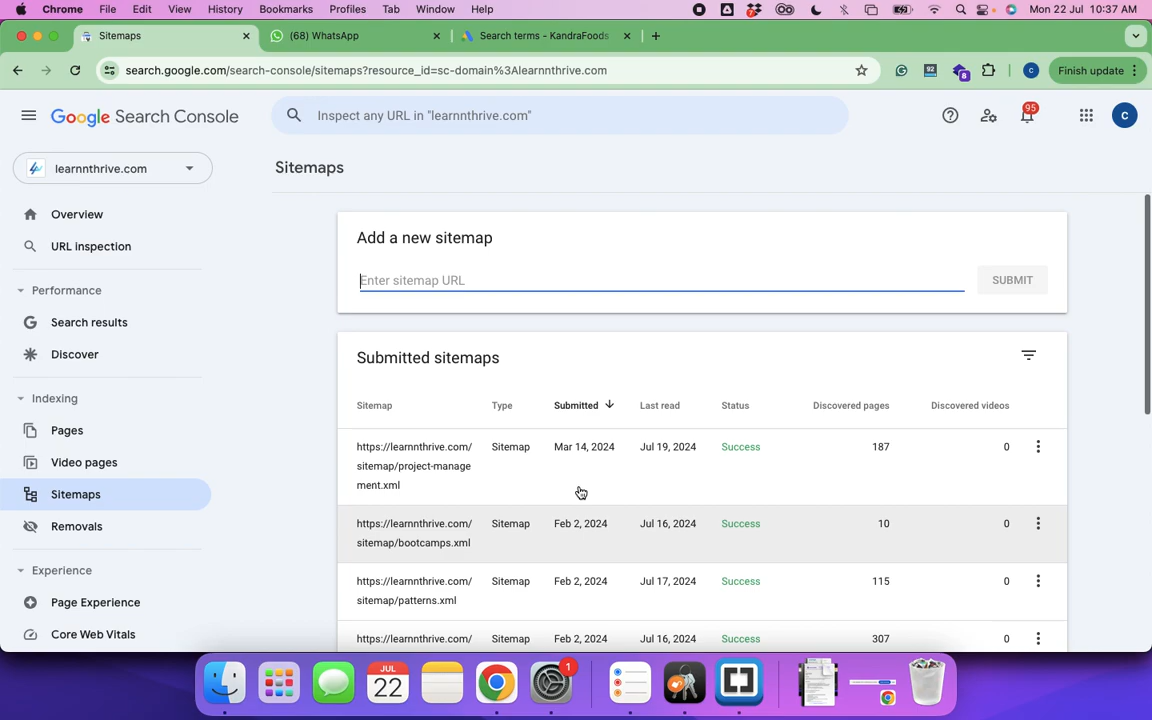 Chrome File Edit View History Bookmarks Profiles Tab Window Help Mon 22 Jul 10:37 AM
Sitemaps (68) WhatsApp Search terms - KandraFoods
search.google.com/search-console/sitemaps?resource_id=sc-domain%3Alearnnthrive.com 92 8 C Finish update
Google Search Console Inspect any URL in "learnnthrive.com" 95 C
learnnthrive.com Sitemaps
Overview
URL inspection
Performance
Search results
Discover
Indexing
Pages
Video pages
Sitemaps
Removals
Experience
Page Experience
Core Web Vitals
Add a new sitemap
Enter sitemap URL SUBMIT
Submitted sitemaps
Sitemap Type Submitted Last read Status Discovered pages Discovered videos
https://learnnthrive.com/ Sitemap Mar 14, 2024 Jul 19, 2024 Success 187 0
sitemap/project-manage
ment.xml
https://learnnthrive.com/ Sitemap Feb 2, 2024 Jul 16, 2024 Success 10 0
sitemap/bootcamps.xml
https://learnnthrive.com/ Sitemap Feb 2, 2024 Jul 17, 2024 Success 115 0
sitemap/patterns.xml
https://learnnthrive.com/ Sitemap Feb 2, 2024 Jul 16, 2024 Success 307 0
JUL
22
1